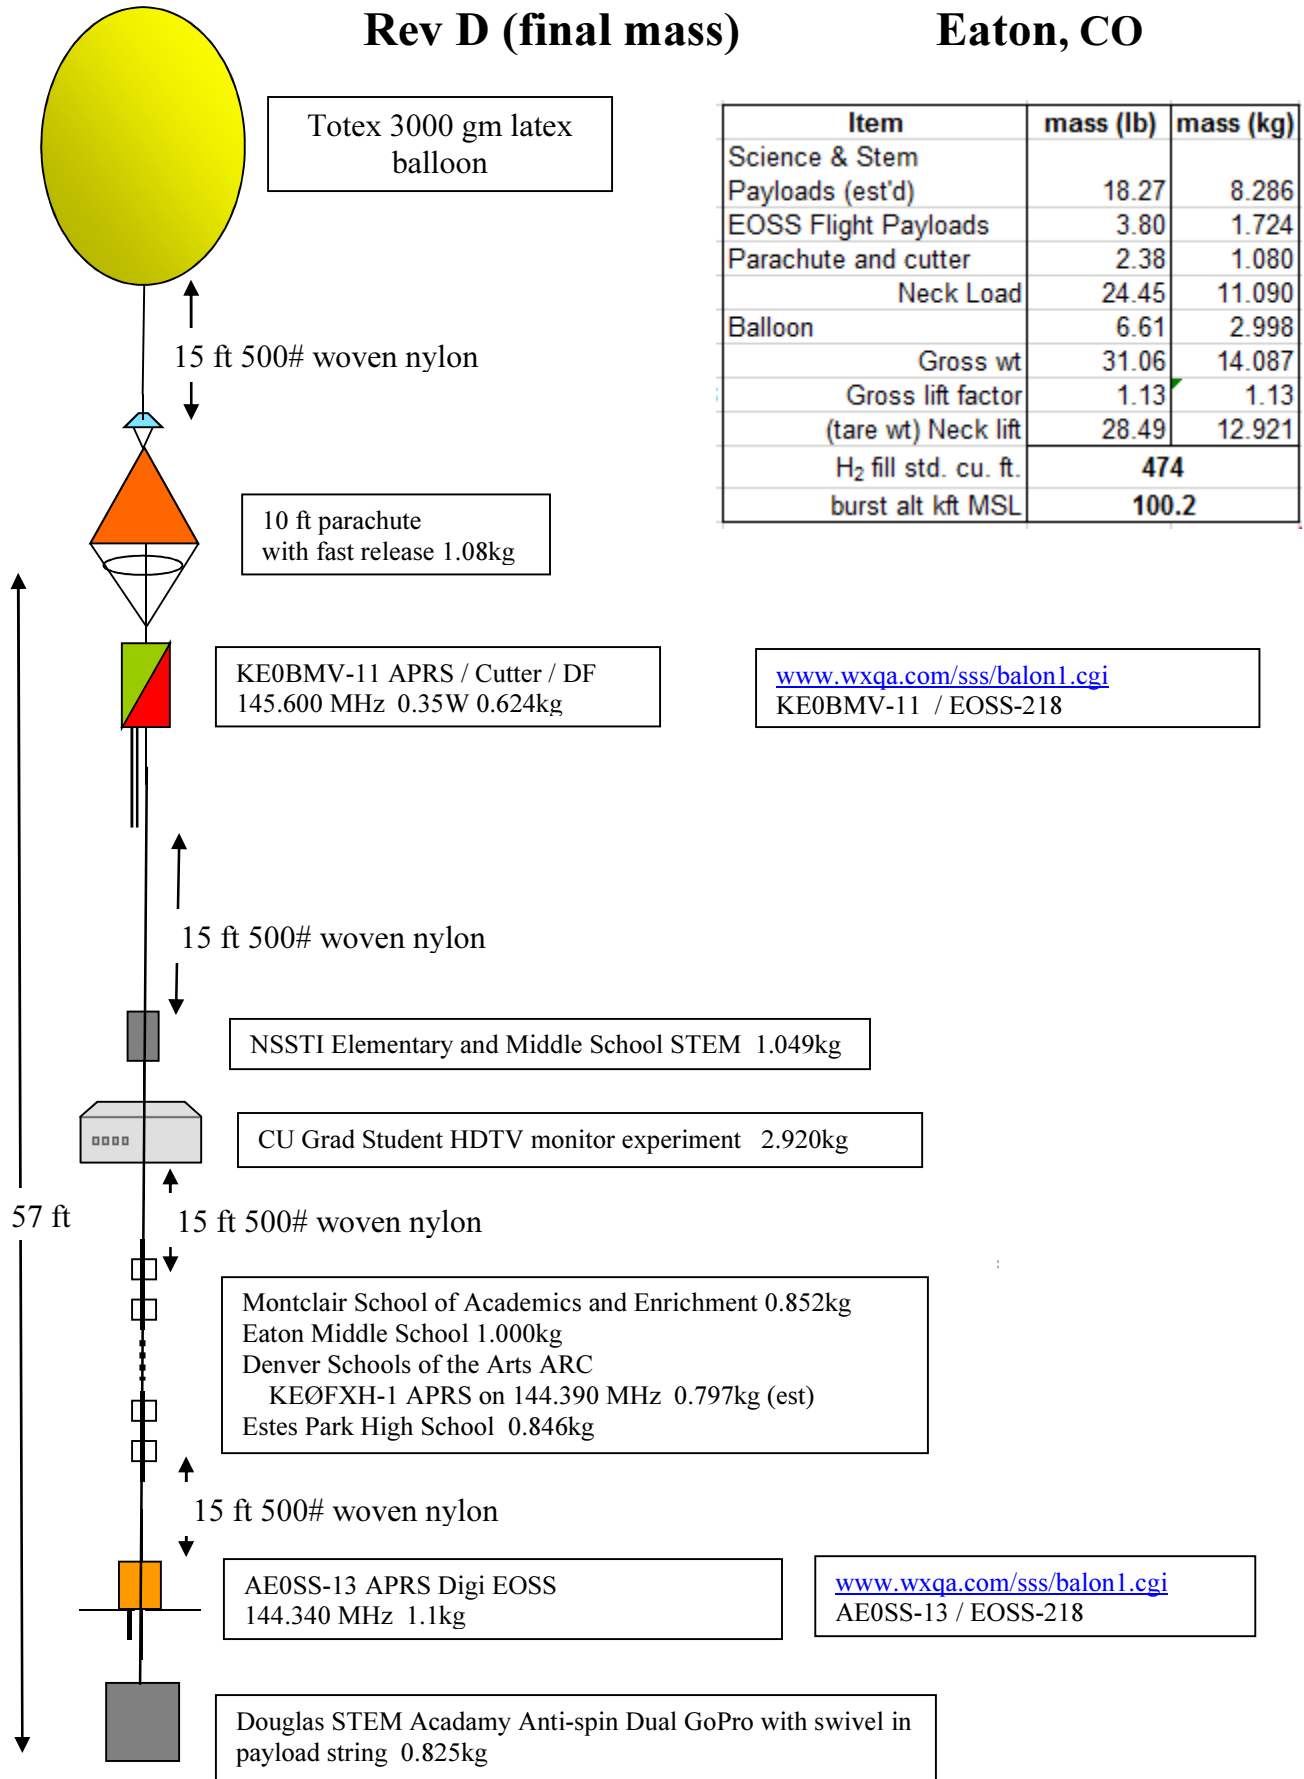 Rev D (final mass) Eaton, CO
Totex 3000 gm latex
balloon
Item mass (lb) mass (kg)
Science & Stem
Payloads (est'd) 18.27 8.286
EOSS Flight Payloads 3.80 1.724
Parachute and cutter 2.38 1.080
Neck Load 24.45 11.090
Balloon 6.61 2.998
Gross wt 31.06 14.087
Gross lift factor 1.13 1.13
(tare wt) Neck lift 28.49 12.921
H₂ fill std. cu. ft. 474
burst alt kft MSL 100.2
15 ft 500# woven nylon
10 ft parachute
with fast release 1.08kg
KE0BMV-11 APRS / Cutter / DF
145.600 MHz 0.35W 0.624kg
www.wxqa.com/sss/balon1.cgi
KE0BMV-11 / EOSS-218
15 ft 500# woven nylon
NSSTI Elementary and Middle School STEM 1.049kg
CU Grad Student HDTV monitor experiment 2.920kg
57 ft
15 ft 500# woven nylon
Montclair School of Academics and Enrichment 0.852kg
Eaton Middle School 1.000kg
Denver Schools of the Arts ARC
KEØFXH-1 APRS on 144.390 MHz 0.797kg (est)
Estes Park High School 0.846kg
15 ft 500# woven nylon
AE0SS-13 APRS Digi EOSS
144.340 MHz 1.1kg
www.wxqa.com/sss/balon1.cgi
AE0SS-13 / EOSS-218
Douglas STEM Acadamy Anti-spin Dual GoPro with swivel in
payload string 0.825kg